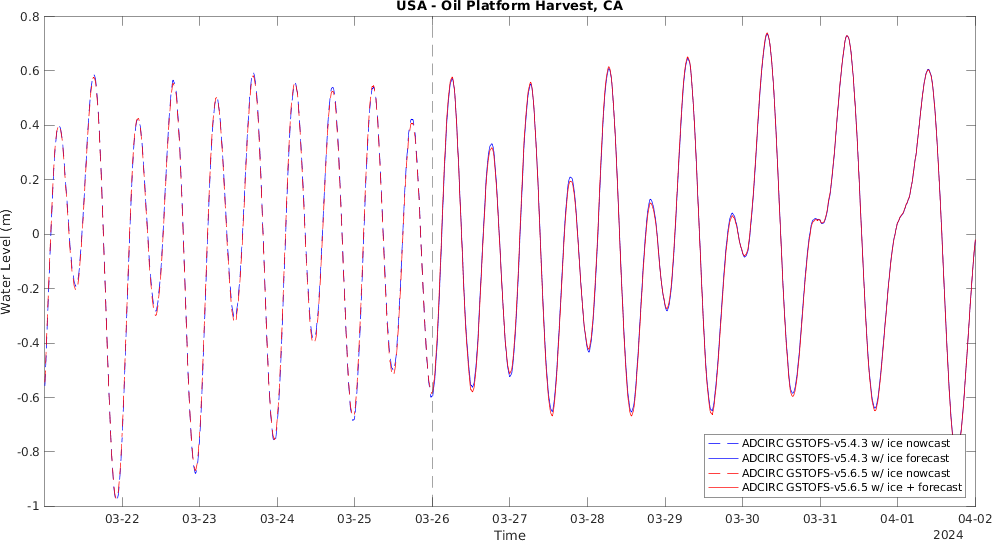 USA - Oil Platform Harvest, CA
Water Level (m)
0.8
0.6
0.4
0.2
0
-0.2
-0.4
-0.6
-0.8
-1
ADCIRC GSTOFS-v5.4.3 w/ ice nowcast
ADCIRC GSTOFS-v5.4.3 w/ ice forecast
ADCIRC GSTOFS-v5.6.5 w/ ice nowcast
ADCIRC GSTOFS-v5.6.5 w/ ice + forecast
03-22 03-23 03-24 03-25 03-26 03-27 03-28 03-29 03-30 03-31 04-01 04-02
Time
2024